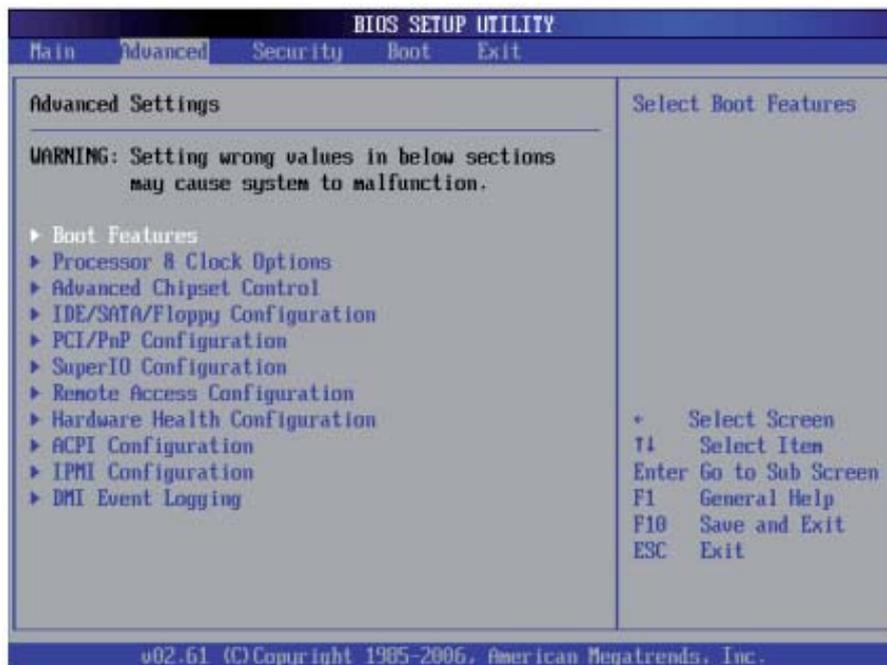 BIOS SETUP UTILITY
Main Advanced Security Boot Exit
Advanced Settings
WARNING: Setting wrong values in below sections
may cause system to malfunction.
▶ Boot Features
▶ Processor & Clock Options
▶ Advanced Chipset Control
▶ IDE/SATA/Floppy Configuration
▶ PCI/PnP Configuration
▶ SuperIO Configuration
▶ Remote Access Configuration
▶ Hardware Health Configuration
▶ ACPI Configuration
▶ IPMI Configuration
▶ DMI Event Logging
Select Boot Features
← Select Screen
↑↓ Select Item
Enter Go to Sub Screen
F1 General Help
F10 Save and Exit
ESC Exit
v02.61 (C)Copyright 1985-2006, American Megatrends, Inc.